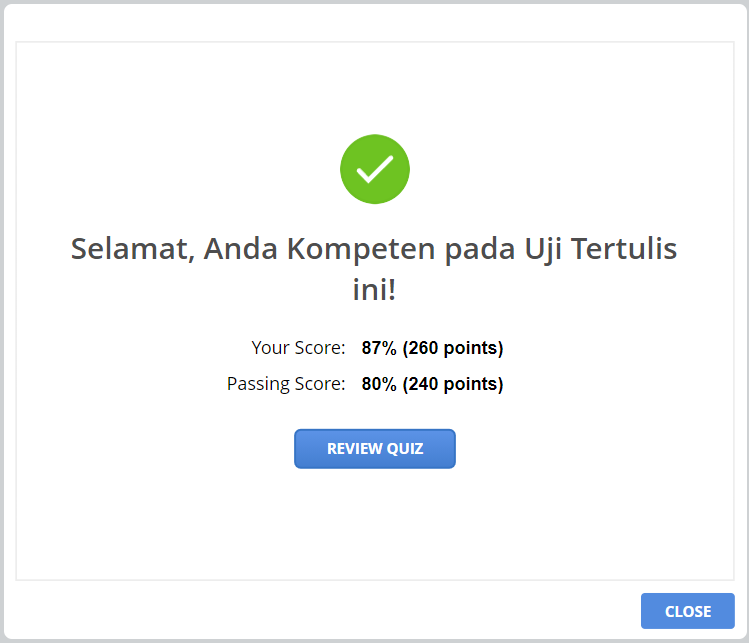 Selamat, Anda Kompeten pada Uji Tertulis
ini!
Your Score: 87% (260 points)
Passing Score: 80% (240 points)
REVIEW QUIZ
CLOSE